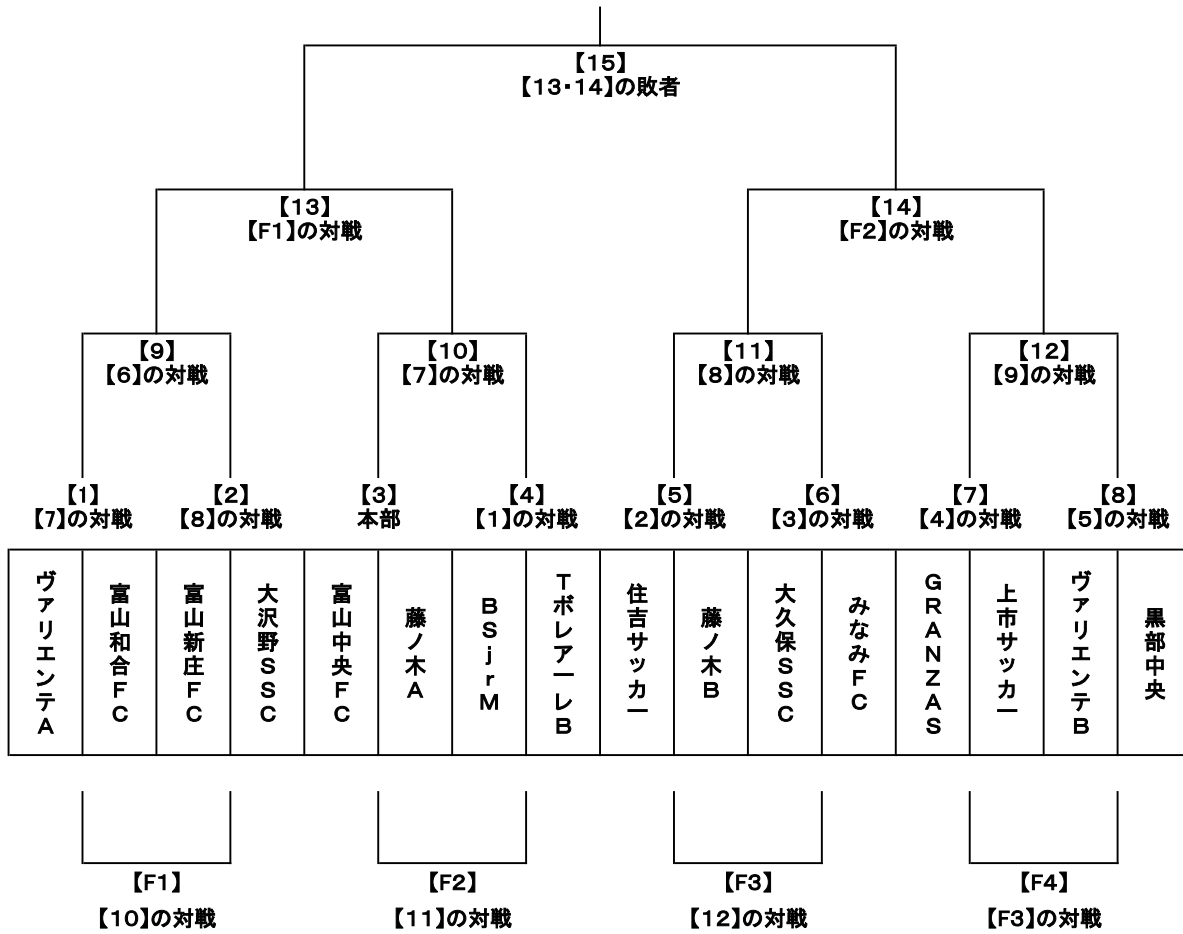 【15】
【13・14】の敗者
【13】
【F1】の対戦
【14】
【F2】の対戦
【9】
【6】の対戦
【10】
【7】の対戦
【11】
【8】の対戦
【12】
【9】の対戦
【1】
【7】の対戦
【2】
【8】の対戦
【3】
本部
【4】
【1】の対戦
【5】
【2】の対戦
【6】
【3】の対戦
【7】
【4】の対戦
【8】
【5】の対戦
ヴァリエンテA
富山和合FC
富山新庄FC
大沢野SSC
富山中央FC
藤ノ木A
BSjrM
TボレアーレB
住吉サッカー
藤ノ木B
大久保SSC
みなみFC
GRANZAS
上市サッカー
ヴァリエンテB
黒部中央
【F1】
【10】の対戦
【F2】
【11】の対戦
【F3】
【12】の対戦
【F4】
【F3】の対戦